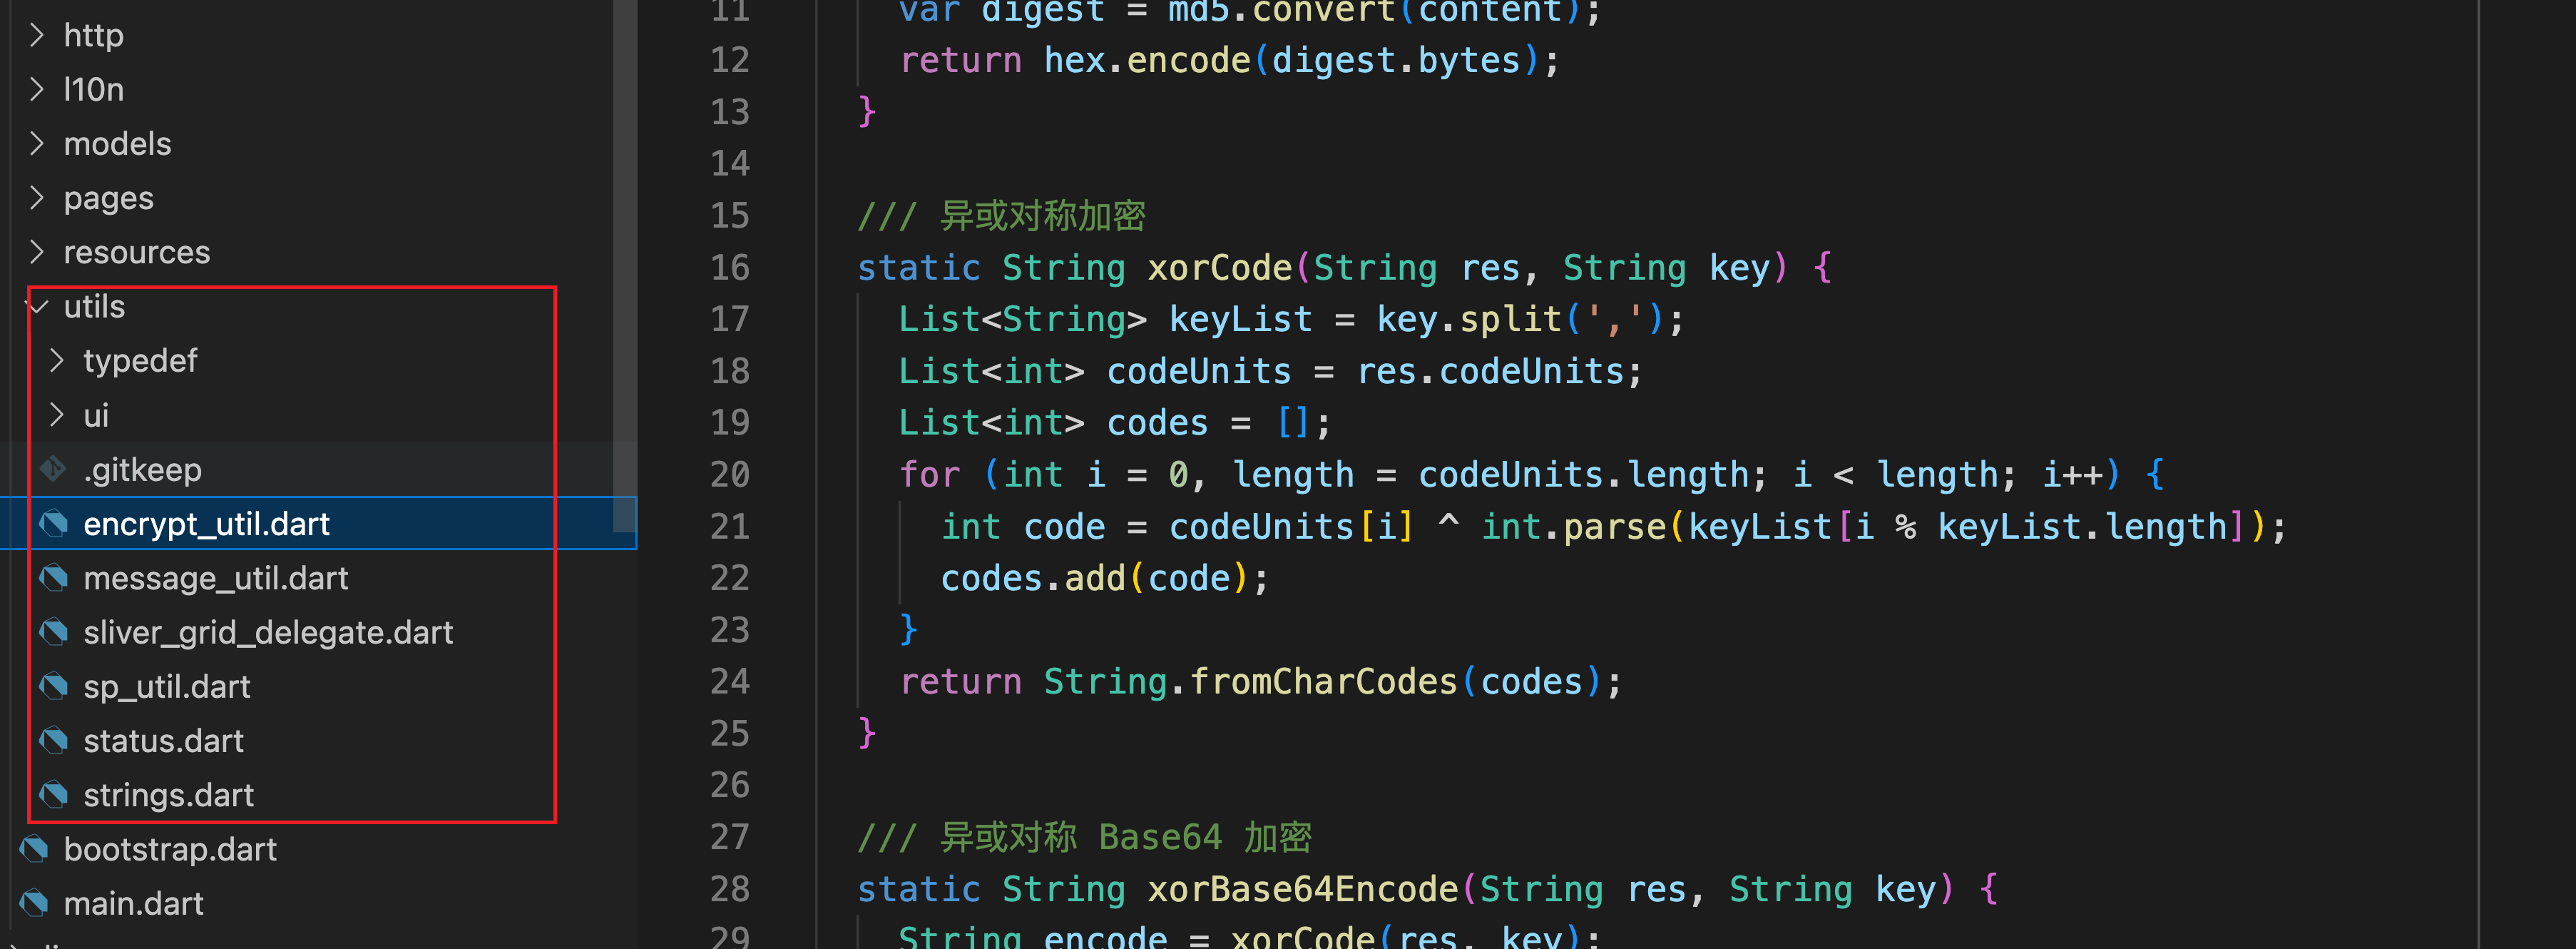 http
l10n
models
pages
resources
utils
typedef
ui
.gitkeep
encrypt_util.dart
message_util.dart
sliver_grid_delegate.dart
sp_util.dart
status.dart
strings.dart
bootstrap.dart
main.dart
11 var digest = md5.convert(content);
12 return hex.encode(digest.bytes);
13 }
14
15 /// 异或对称加密
16 static String xorCode(String res, String key) {
17 List<String> keyList = key.split(',');
18 List<int> codeUnits = res.codeUnits;
19 List<int> codes = [];
20 for (int i = 0, length = codeUnits.length; i < length; i++) {
21 int code = codeUnits[i] ^ int.parse(keyList[i % keyList.length]);
22 codes.add(code);
23 }
24 return String.fromCharCodes(codes);
25 }
26
27 /// 异或对称 Base64 加密
28 static String xorBase64Encode(String res, String key) {
29 String encode = xorCode(res, key);